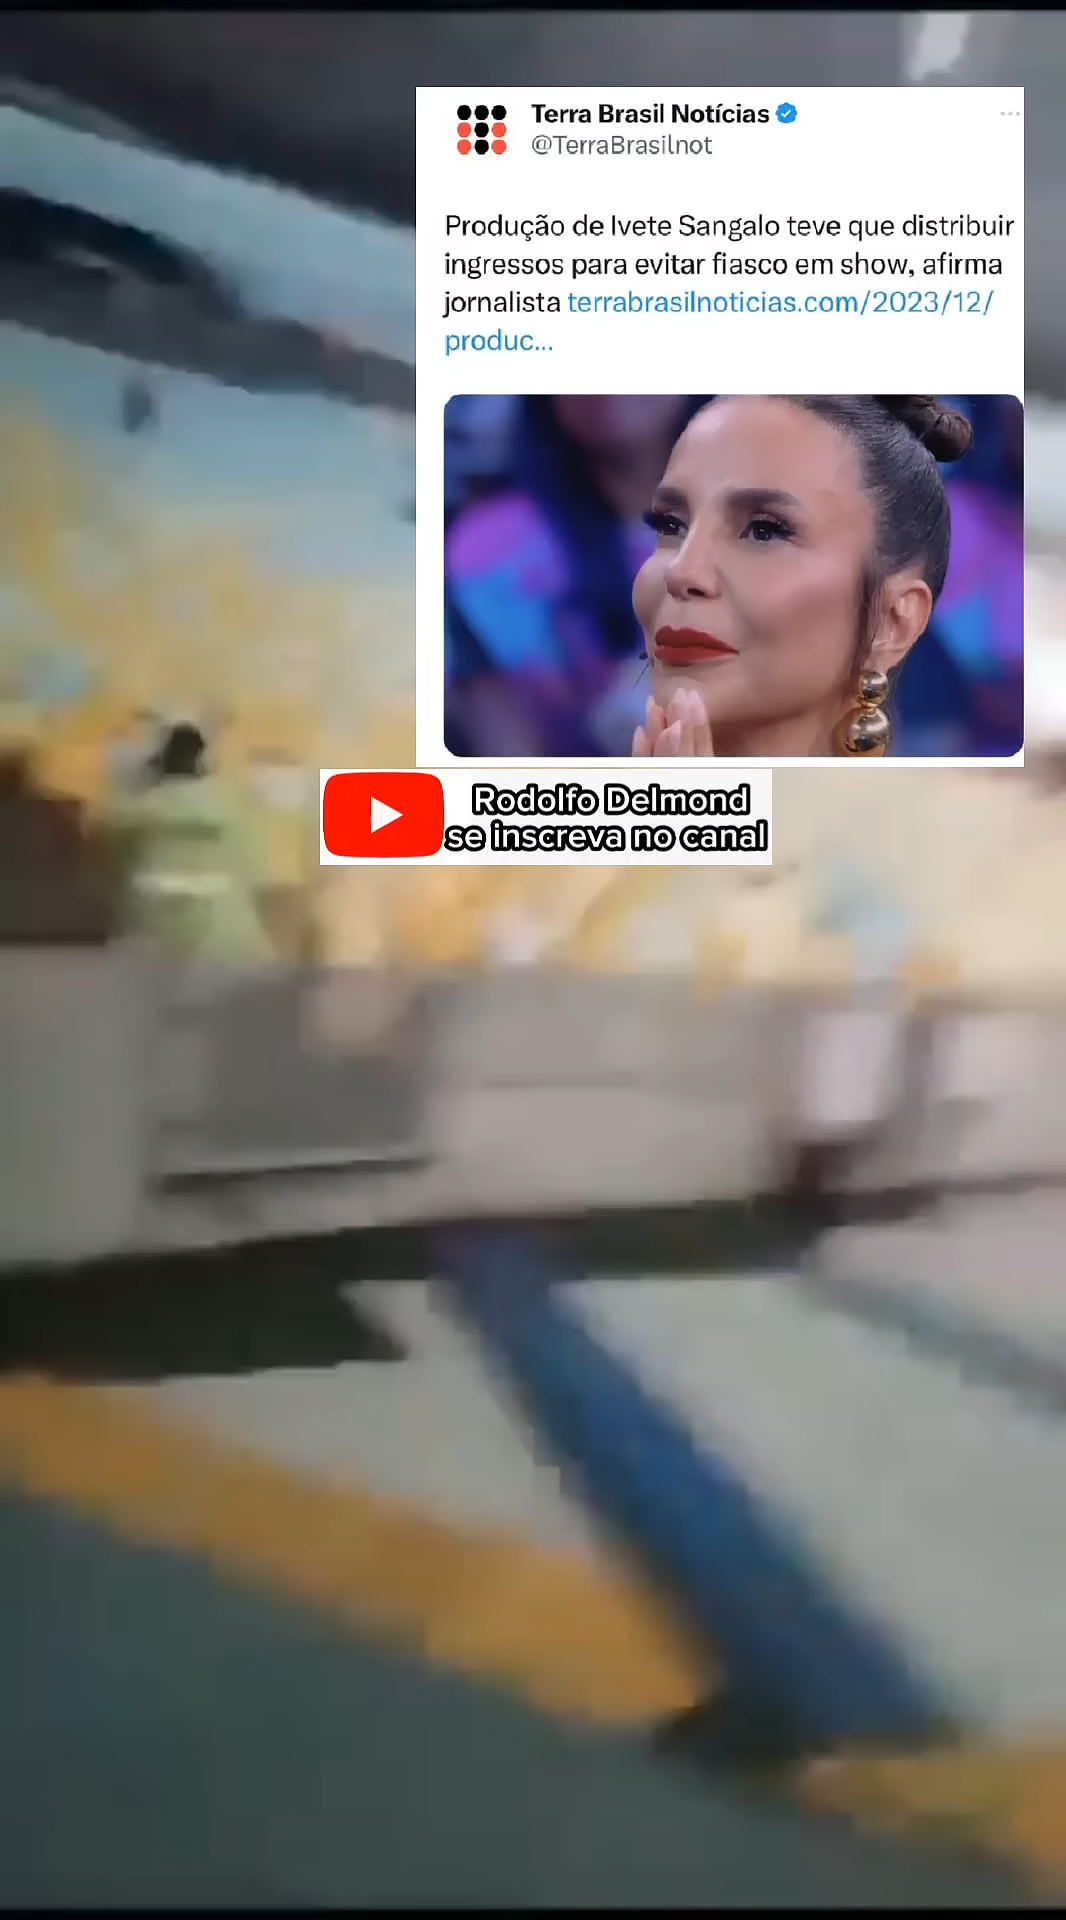 Terra Brasil Notícias
@TerraBrasilnot
Produção de Ivete Sangalo teve que distribuir
ingressos para evitar fiasco em show, afirma
jornalista terrabrasilnoticias.com/2023/12/
produc...
Rodolfo Delmond
se inscreva no canal